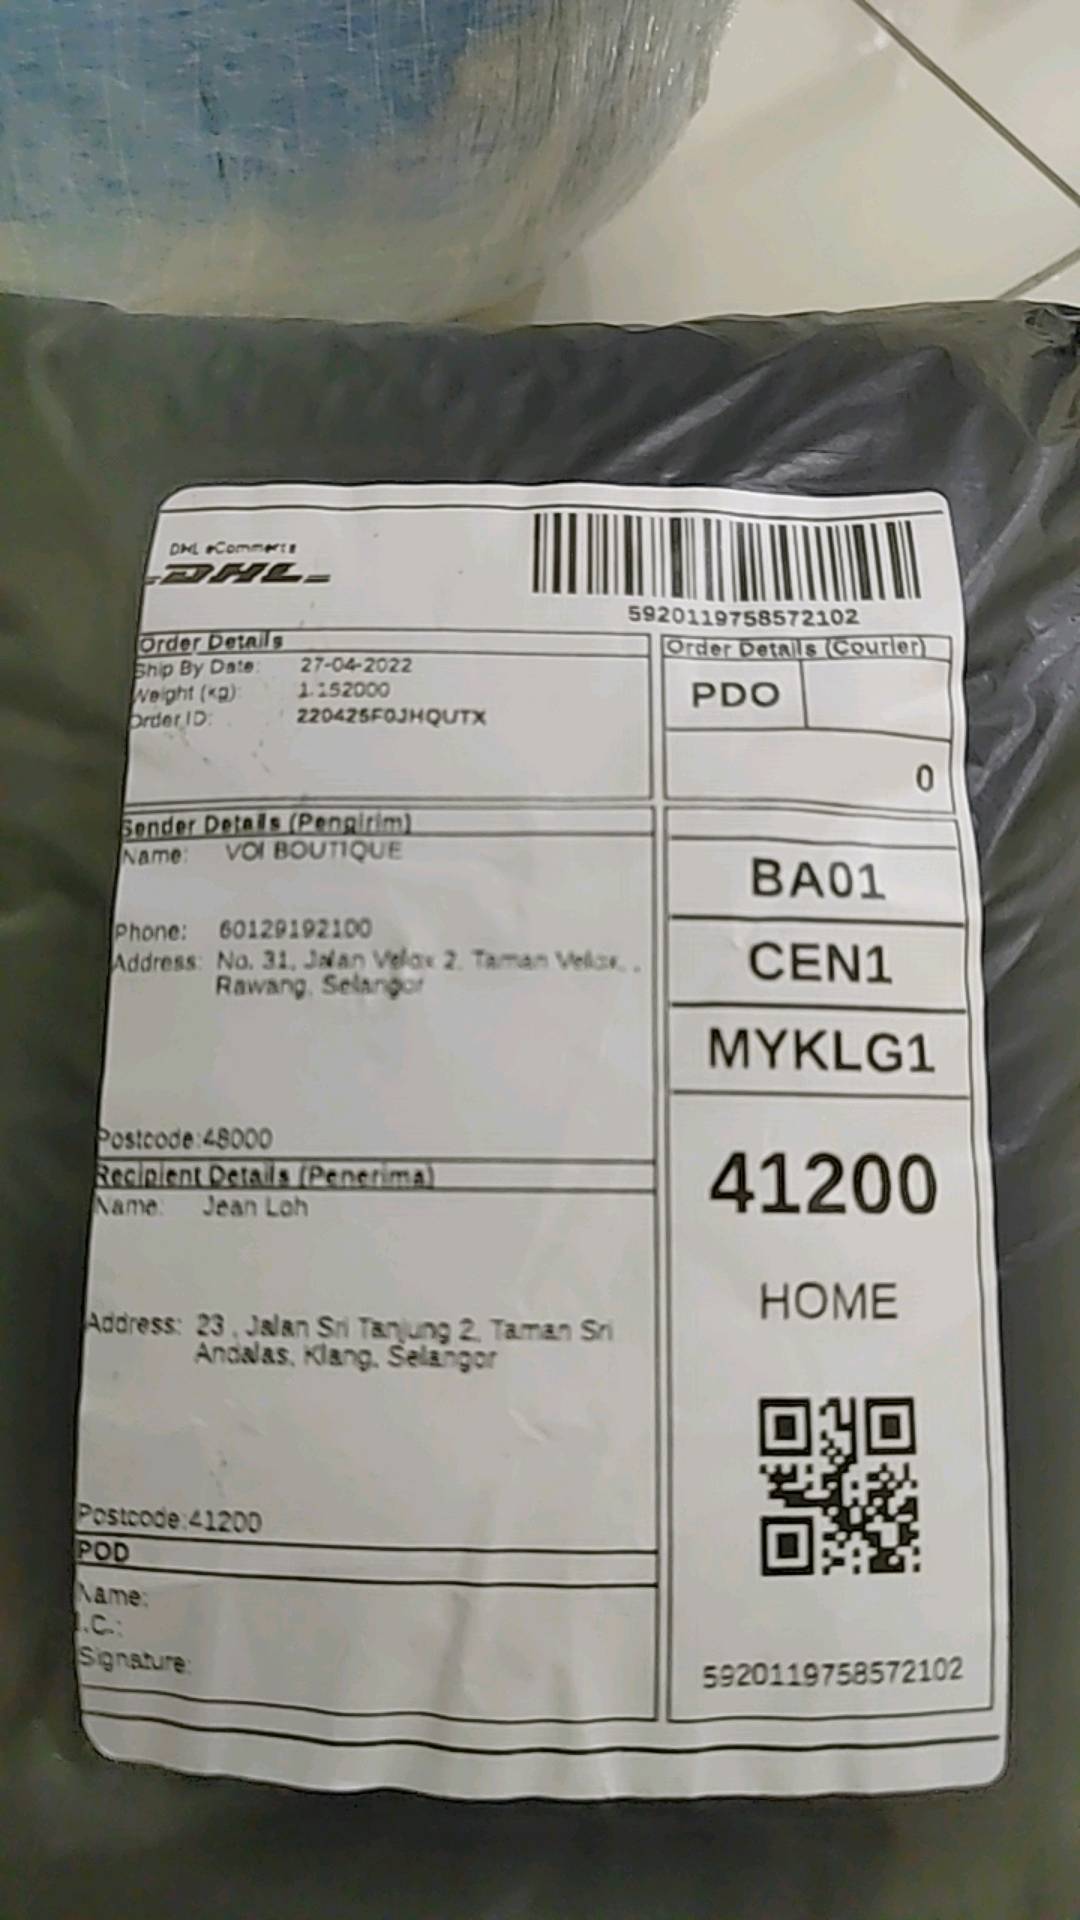 DHL eCommerce
DHL
5920119758572102
Order Details
Ship By Date: 27-04-2022
Weight (kg): 1.152000
Order ID: 220425F0JHQUTX
Order Details (Courier)
PDO
0
Sender Details (Pengirim)
Name: VOI BOUTIQUE
Phone: 60129192100
Address: No. 31, Jalan Velox 2, Taman Velox, ,
Rawang, Selangor
Postcode:48000
BA01
CEN1
MYKLG1
41200
HOME
Recipient Details (Penerima)
Name: Jean Loh
Address: 23 , Jalan Sri Tanjung 2, Taman Sri
Andalas, Klang, Selangor
Postcode:41200
POD
Name:
I.C.:
Signature:
5920119758572102